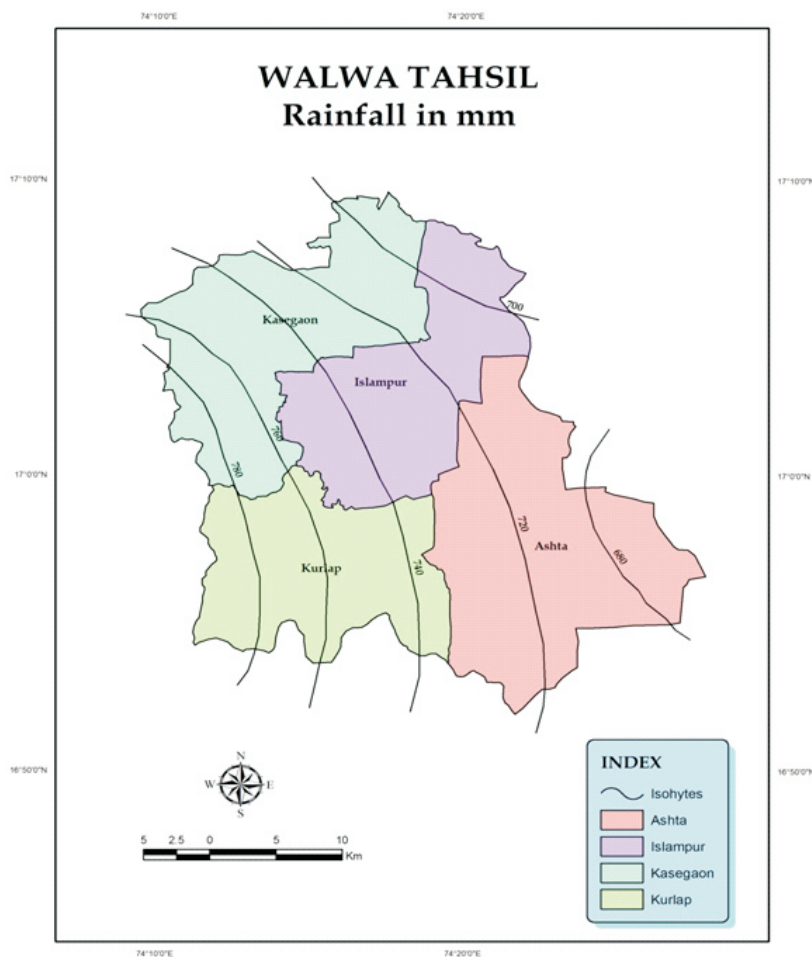 74°10'0"E 74°20'0"E
WALWA TAHSIL
Rainfall in mm
17°10'0"N 17°10'0"N
700
Kasegaon
Islampur
760
780
17°0'0"N 17°0'0"N
720
Ashta
680
Kurlap
740
INDEX
Isohytes
Ashta
Islampur
Kasegaon
Kurlap
16°50'0"N 16°50'0"N
N
W E
S
5 2.5 0 5 10
Km
74°10'0"E 74°20'0"E